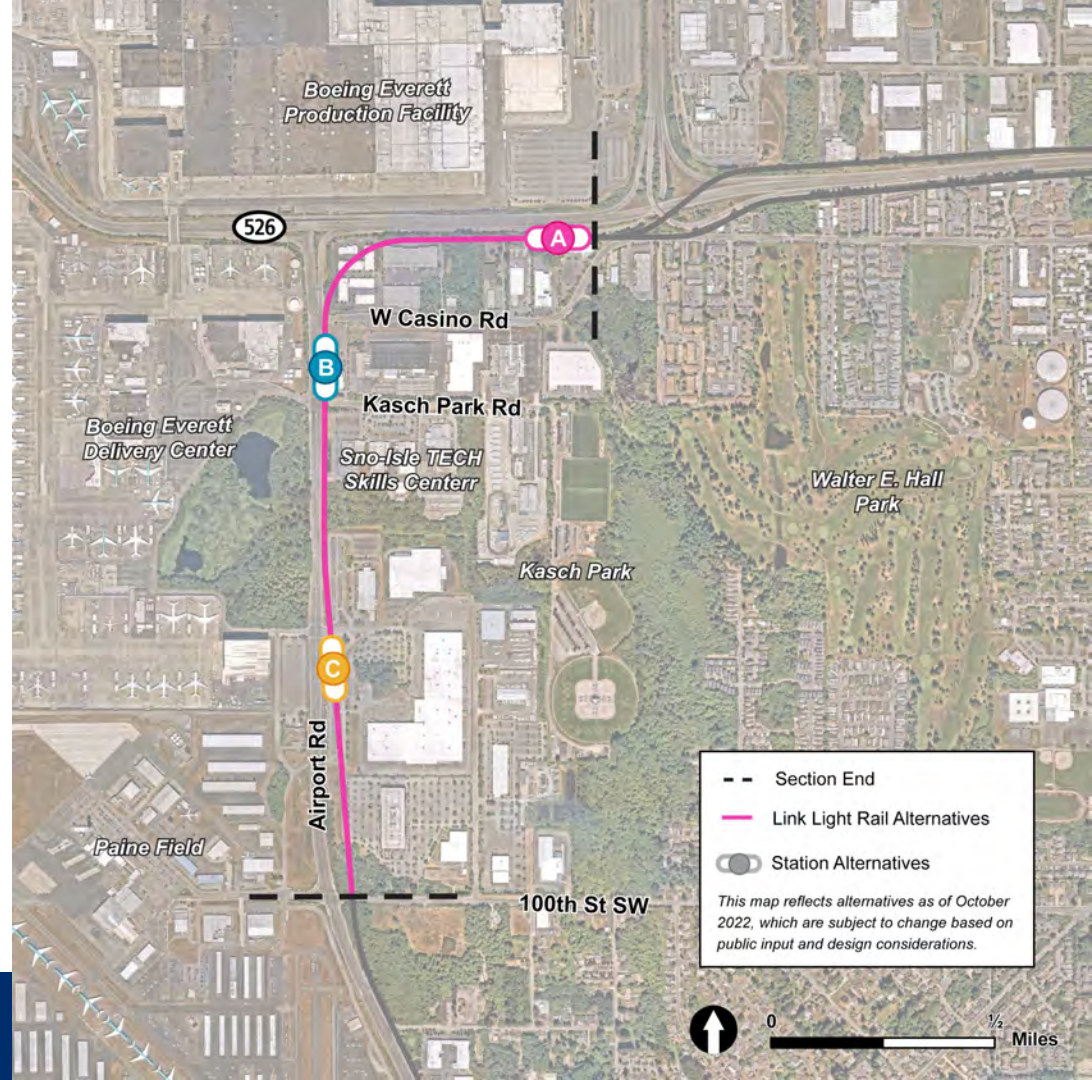 Boeing Everett
Production Facility
526
A
W Casino Rd
B
Kasch Park Rd
Boeing Everett
Delivery Center
Sno-Isle TECH
Skills Centerr
Walter E. Hall
Park
Kasch Park
C
Airport Rd
Paine Field
100th St SW
Section End
Link Light Rail Alternatives
Station Alternatives
This map reflects alternatives as of October
2022, which are subject to change based on
public input and design considerations.
0
½
Miles